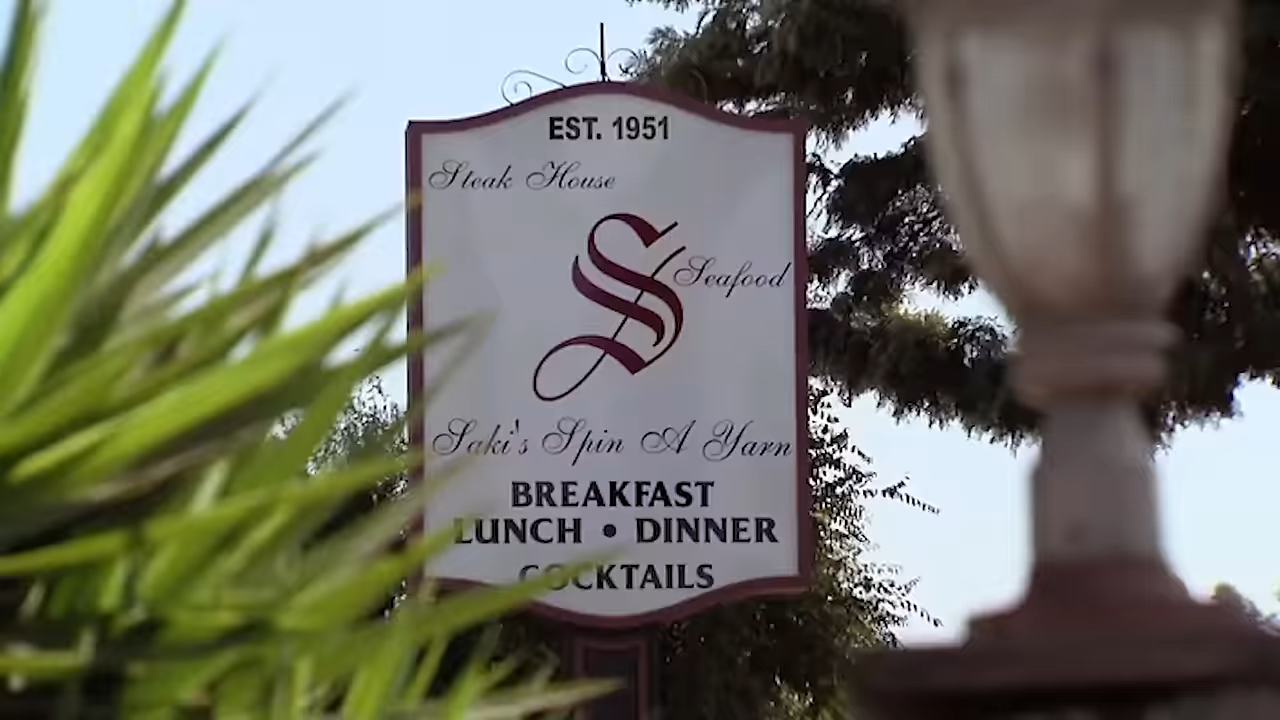 EST. 1951
Steak House
S
Seafood
Saki's Spin A Yarn
BREAKFAST
LUNCH • DINNER
COCKTAILS